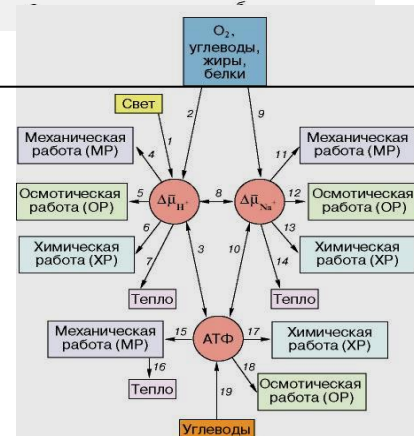 O₂,
углеводы,
жиры,
белки
Свет
1
2
9
Механическая
работа (МР)
4
11
Механическая
работа (МР)
Осмотическая
работа (ОР)
5
Δμ̄H⁺
8
Δμ̄Na⁺
12
Осмотическая
работа (ОР)
6
13
Химическая
работа (ХР)
7
3
10
14
Химическая
работа (ХР)
Тепло
Тепло
Механическая
работа (МР)
15
АТФ
17
Химическая
работа (ХР)
16
18
Тепло
19
Осмотическая
работа (ОР)
Углеводы